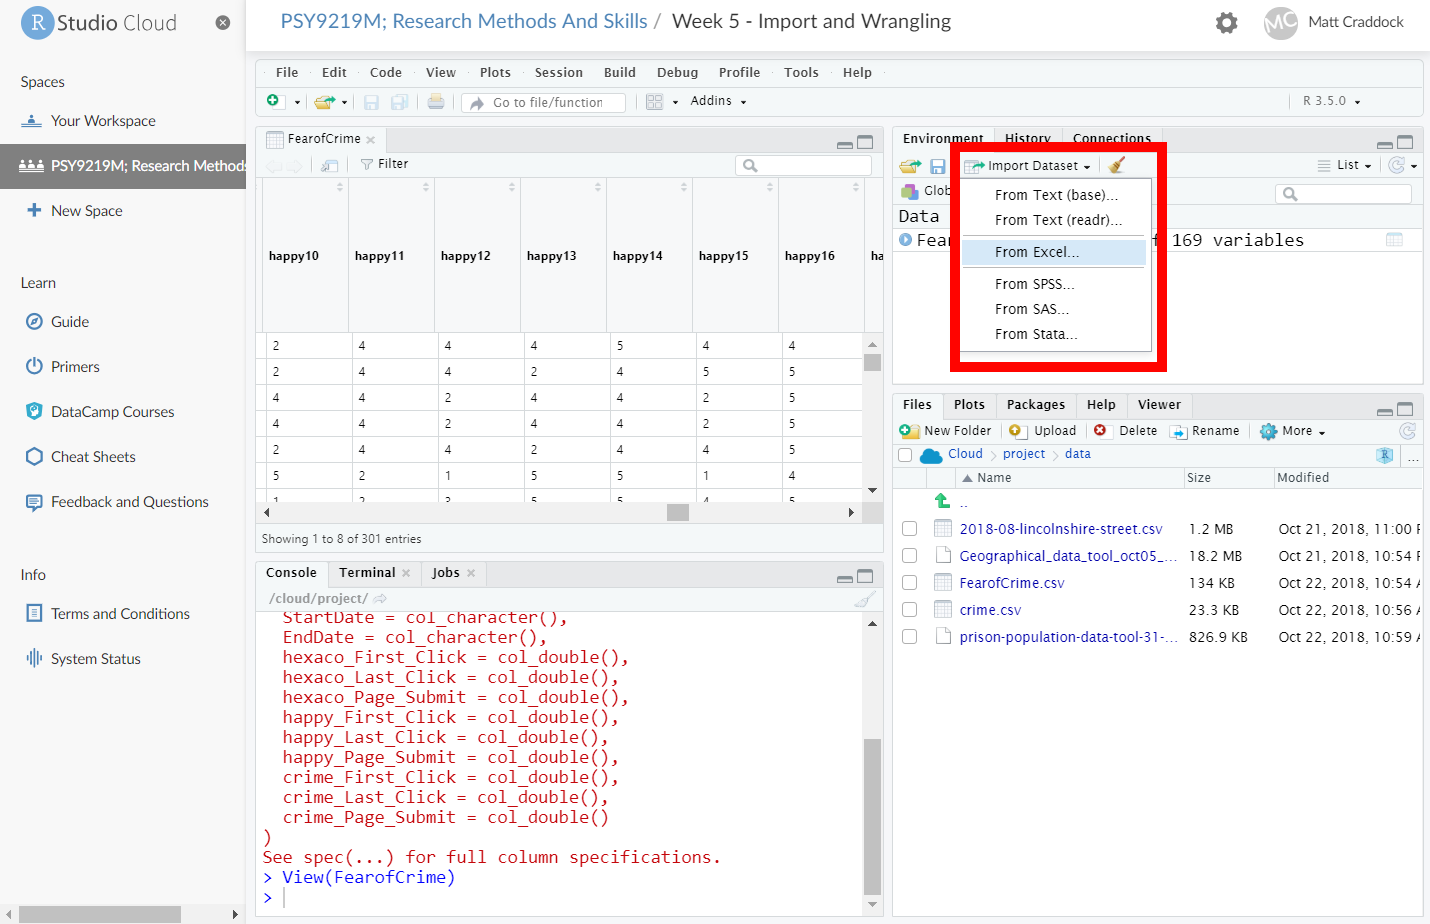 R Studio Cloud
PSY9219M; Research Methods And Skills / Week 5 - Import and Wrangling
MC Matt Craddock
Spaces
Your Workspace
PSY9219M; Research Methods
New Space
Learn
Guide
Primers
DataCamp Courses
Cheat Sheets
Feedback and Questions
Info
Terms and Conditions
System Status
File Edit Code View Plots Session Build Debug Profile Tools Help
Go to file/function Addins R 3.5.0
FearofCrime
Filter
happy10 happy11 happy12 happy13 happy14 happy15 happy16 ha
2 4 4 4 5 4 4
2 4 4 2 4 5 5
4 4 2 4 4 2 5
4 4 2 4 4 2 5
2 4 4 2 4 4 5
5 2 1 5 5 1 4
1 2 3 5 5 4 5
Showing 1 to 8 of 301 entries
Console Terminal Jobs
/cloud/project/
StartDate = col_character(),
EndDate = col_character(),
hexaco_First_Click = col_double(),
hexaco_Last_Click = col_double(),
hexaco_Page_Submit = col_double(),
happy_First_Click = col_double(),
happy_Last_Click = col_double(),
happy_Page_Submit = col_double(),
crime_First_Click = col_double(),
crime_Last_Click = col_double(),
crime_Page_Submit = col_double()
)
See spec(...) for full column specifications.
> View(FearofCrime)
>
Environment History Connections
Import Dataset List
Glob
Data
Fea f 169 variables
From Text (base)...
From Text (readr)...
From Excel...
From SPSS...
From SAS...
From Stata...
Files Plots Packages Help Viewer
New Folder Upload Delete Rename More
Cloud project data R ...
Name Size Modified
..
2018-08-lincolnshire-street.csv 1.2 MB Oct 21, 2018, 11:00 P
Geographical_data_tool_oct05_... 18.2 MB Oct 21, 2018, 10:54 P
FearofCrime.csv 134 KB Oct 22, 2018, 10:54 A
crime.csv 23.3 KB Oct 22, 2018, 10:56 A
prison-population-data-tool-31-... 826.9 KB Oct 22, 2018, 10:59 A